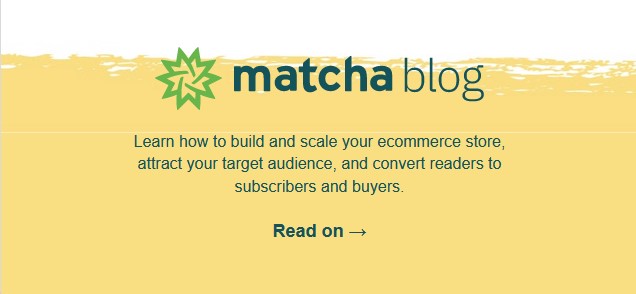 matcha blog
Learn how to build and scale your ecommerce store,
attract your target audience, and convert readers to
subscribers and buyers.
Read on →